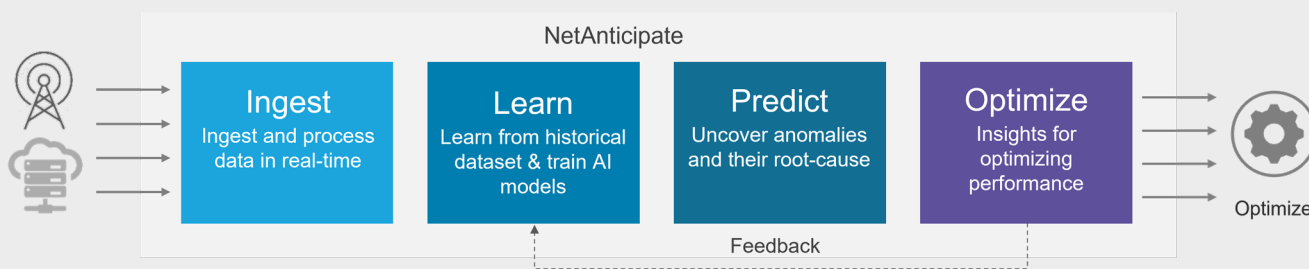 NetAnticipate
Ingest
Ingest and process
data in real-time
Learn
Learn from historical
dataset & train AI
models
Predict
Uncover anomalies
and their root-cause
Optimize
Insights for
optimizing
performance
Optimize
Feedback